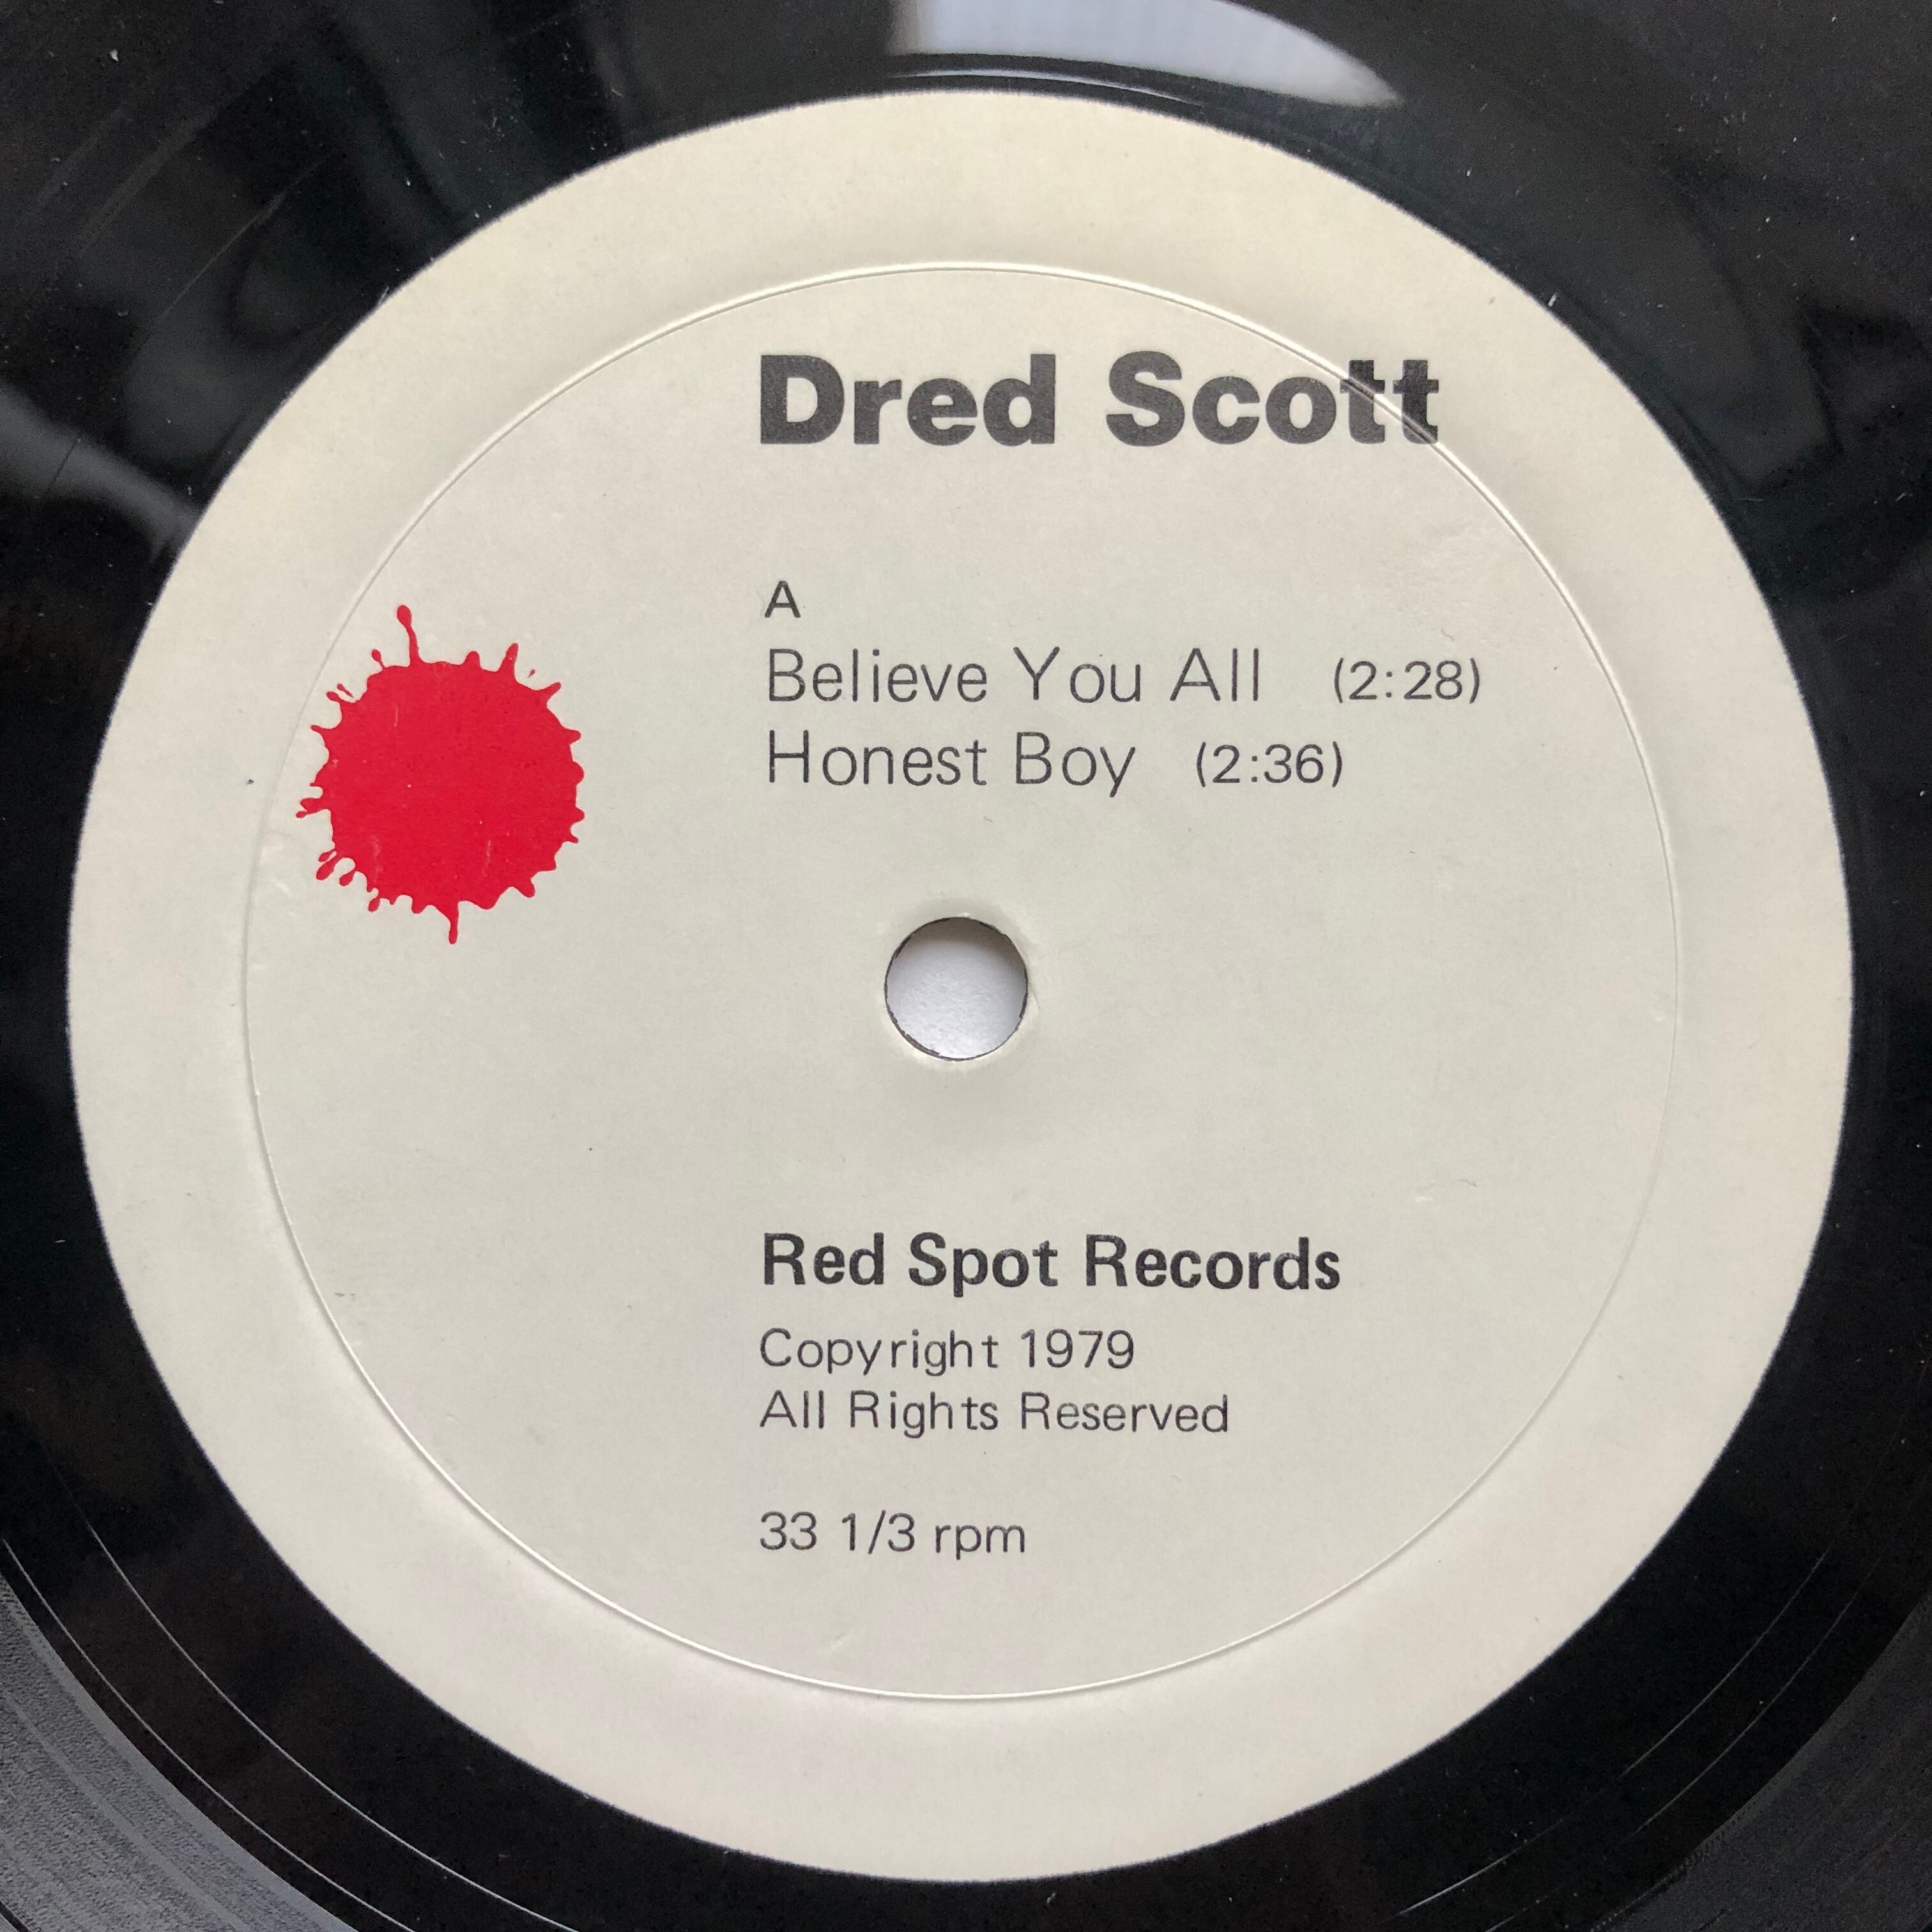 Dred Scott
A
Believe You All (2:28)
Honest Boy (2:36)
Red Spot Records
Copyright 1979
All Rights Reserved
33 1/3 rpm